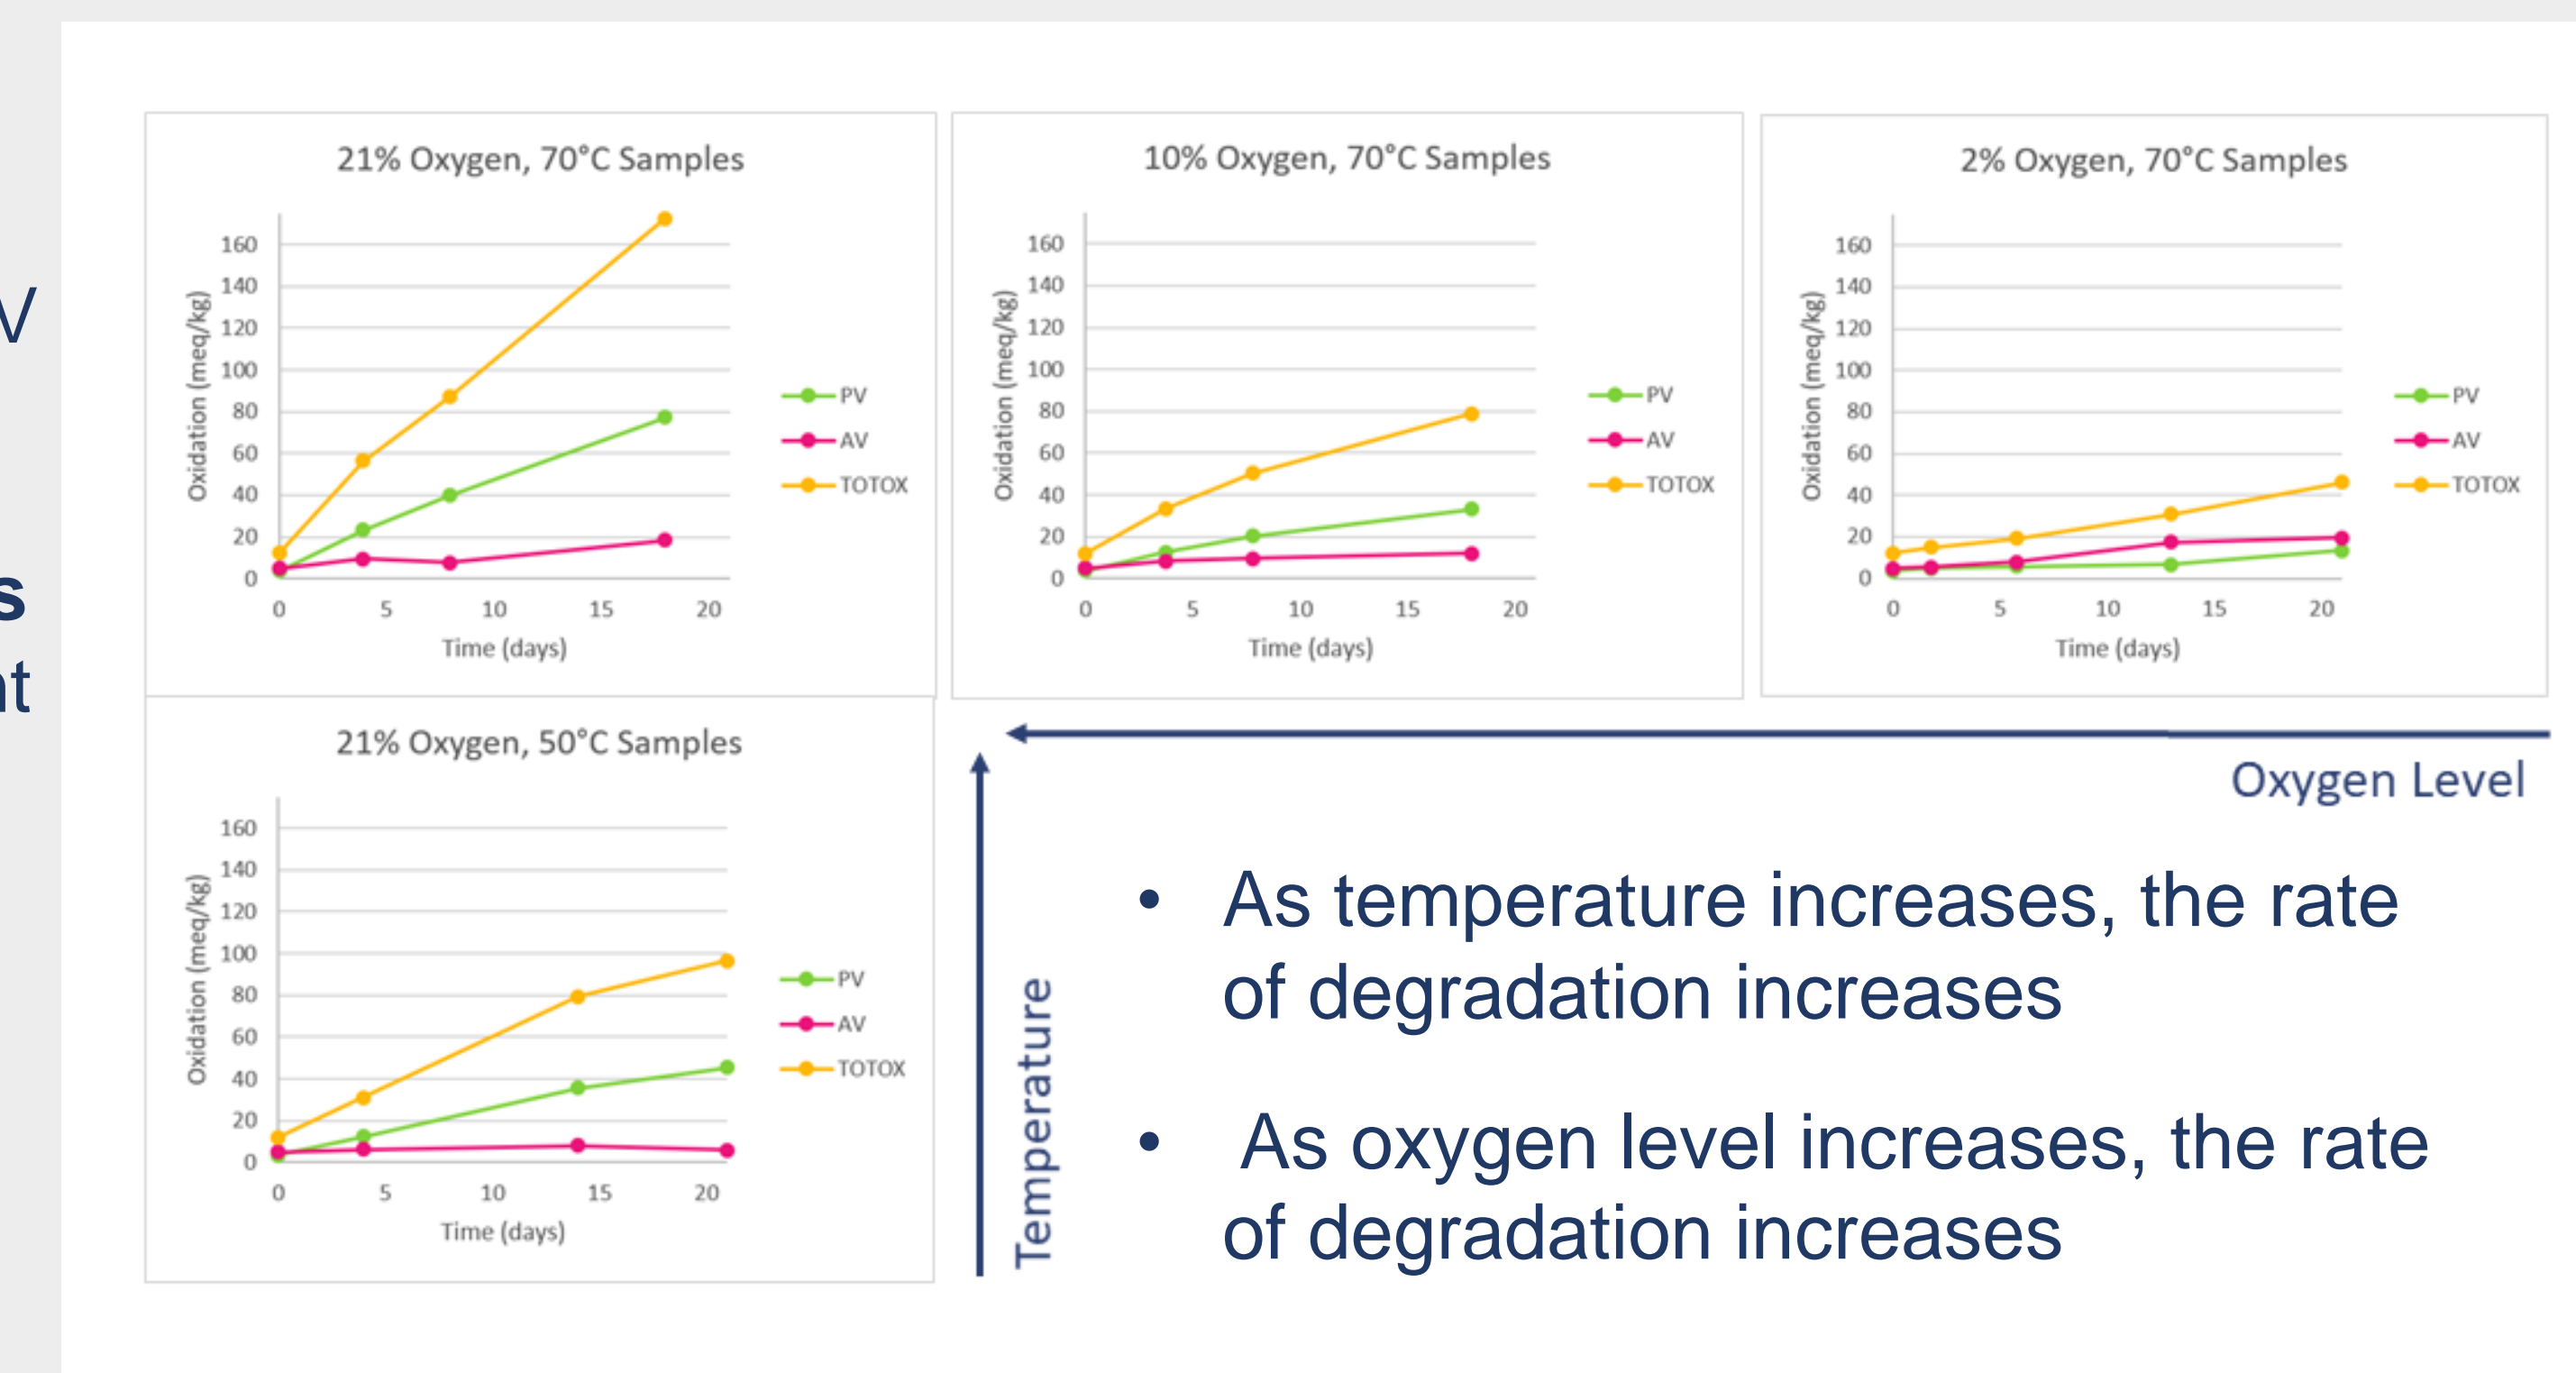 V
s
nt
21% Oxygen, 70°C Samples
Oxidation (meq/kg)
160
140
120
100
80
60
40
20
0
0 5 10 15 20
Time (days)
PV
AV
TOTOX
10% Oxygen, 70°C Samples
Oxidation (meq/kg)
160
140
120
100
80
60
40
20
0
0 5 10 15 20
Time (days)
PV
AV
TOTOX
2% Oxygen, 70°C Samples
Oxidation (meq/kg)
160
140
120
100
80
60
40
20
0
0 5 10 15 20
Time (days)
PV
AV
TOTOX
21% Oxygen, 50°C Samples
Oxidation (meq/kg)
160
140
120
100
80
60
40
20
0
0 5 10 15 20
Time (days)
PV
AV
TOTOX
Oxygen Level
Temperature
• As temperature increases, the rate
of degradation increases
• As oxygen level increases, the rate
of degradation increases